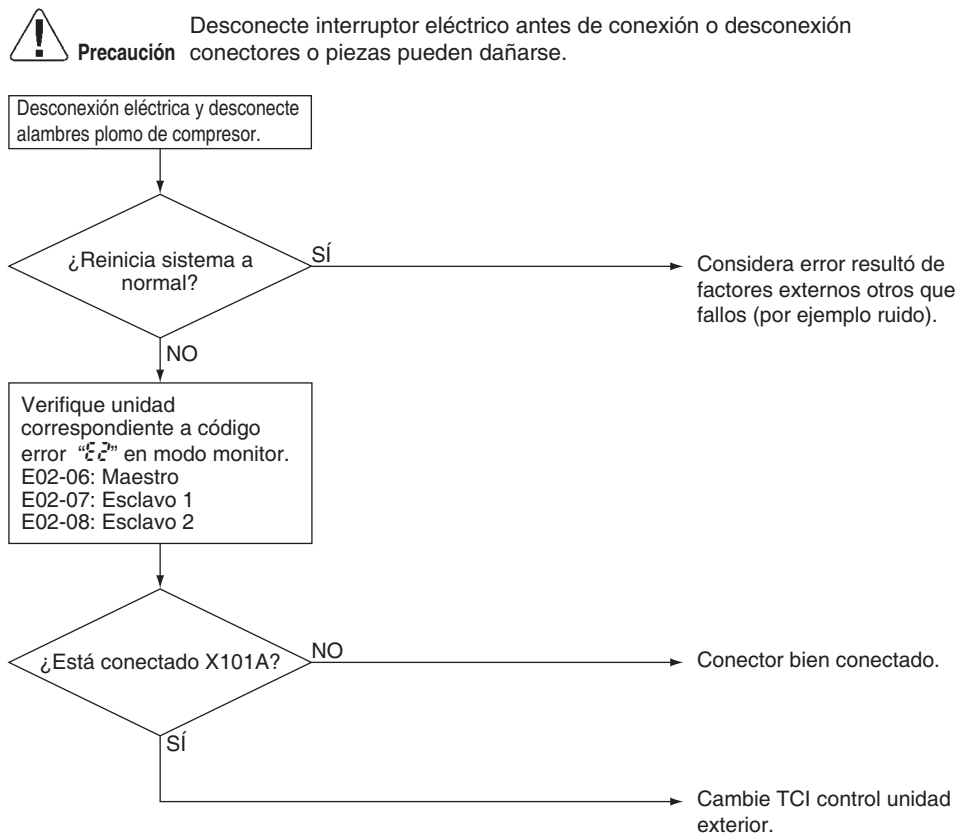 Desconecte interruptor eléctrico antes de conexión o desconexión
Precaución conectores o piezas pueden dañarse.
Desconexión eléctrica y desconecte
alambres plomo de compresor.
¿Reinicia sistema a
normal?
SÍ
Considera error resultó de
factores externos otros que
fallos (por ejemplo ruido).
NO
Verifique unidad
correspondiente a código
error “E2” en modo monitor.
E02-06: Maestro
E02-07: Esclavo 1
E02-08: Esclavo 2
¿Está conectado X101A?
NO
Conector bien conectado.
SÍ
Cambie TCI control unidad
exterior.